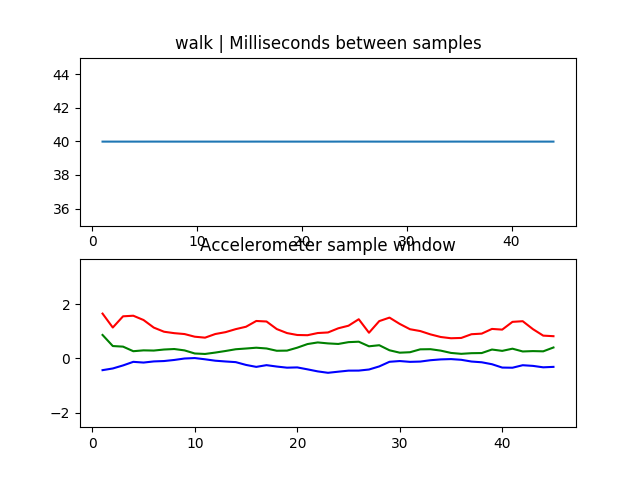 walk | Milliseconds between samples
44
42
40
38
36
0 10 20 30 40
Accelerometer sample window
2
0
−2
0 10 20 30 40